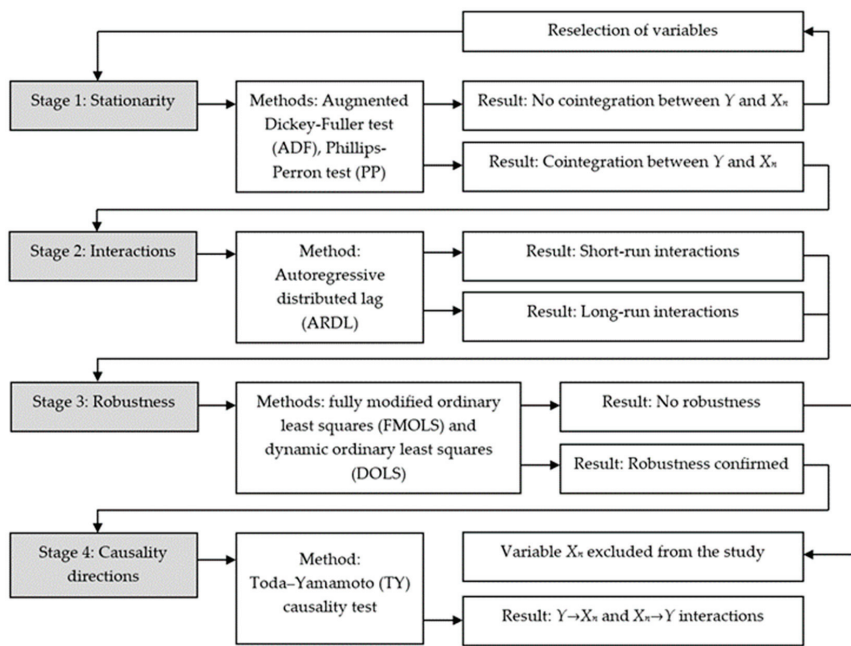 Reselection of variables
Stage 1: Stationarity
Methods: Augmented
Dickey-Fuller test
(ADF), Phillips-
Perron test (PP)
Result: No cointegration between Y and Xₙ
Result: Cointegration between Y and Xₙ
Stage 2: Interactions
Method:
Autoregressive
distributed lag
(ARDL)
Result: Short-run interactions
Result: Long-run interactions
Stage 3: Robustness
Methods: fully modified ordinary
least squares (FMOLS) and
dynamic ordinary least squares
(DOLS)
Result: No robustness
Result: Robustness confirmed
Stage 4: Causality
directions
Method:
Toda–Yamamoto (TY)
causality test
Variable Xₙ excluded from the study
Result: Y→Xₙ and Xₙ→Y interactions